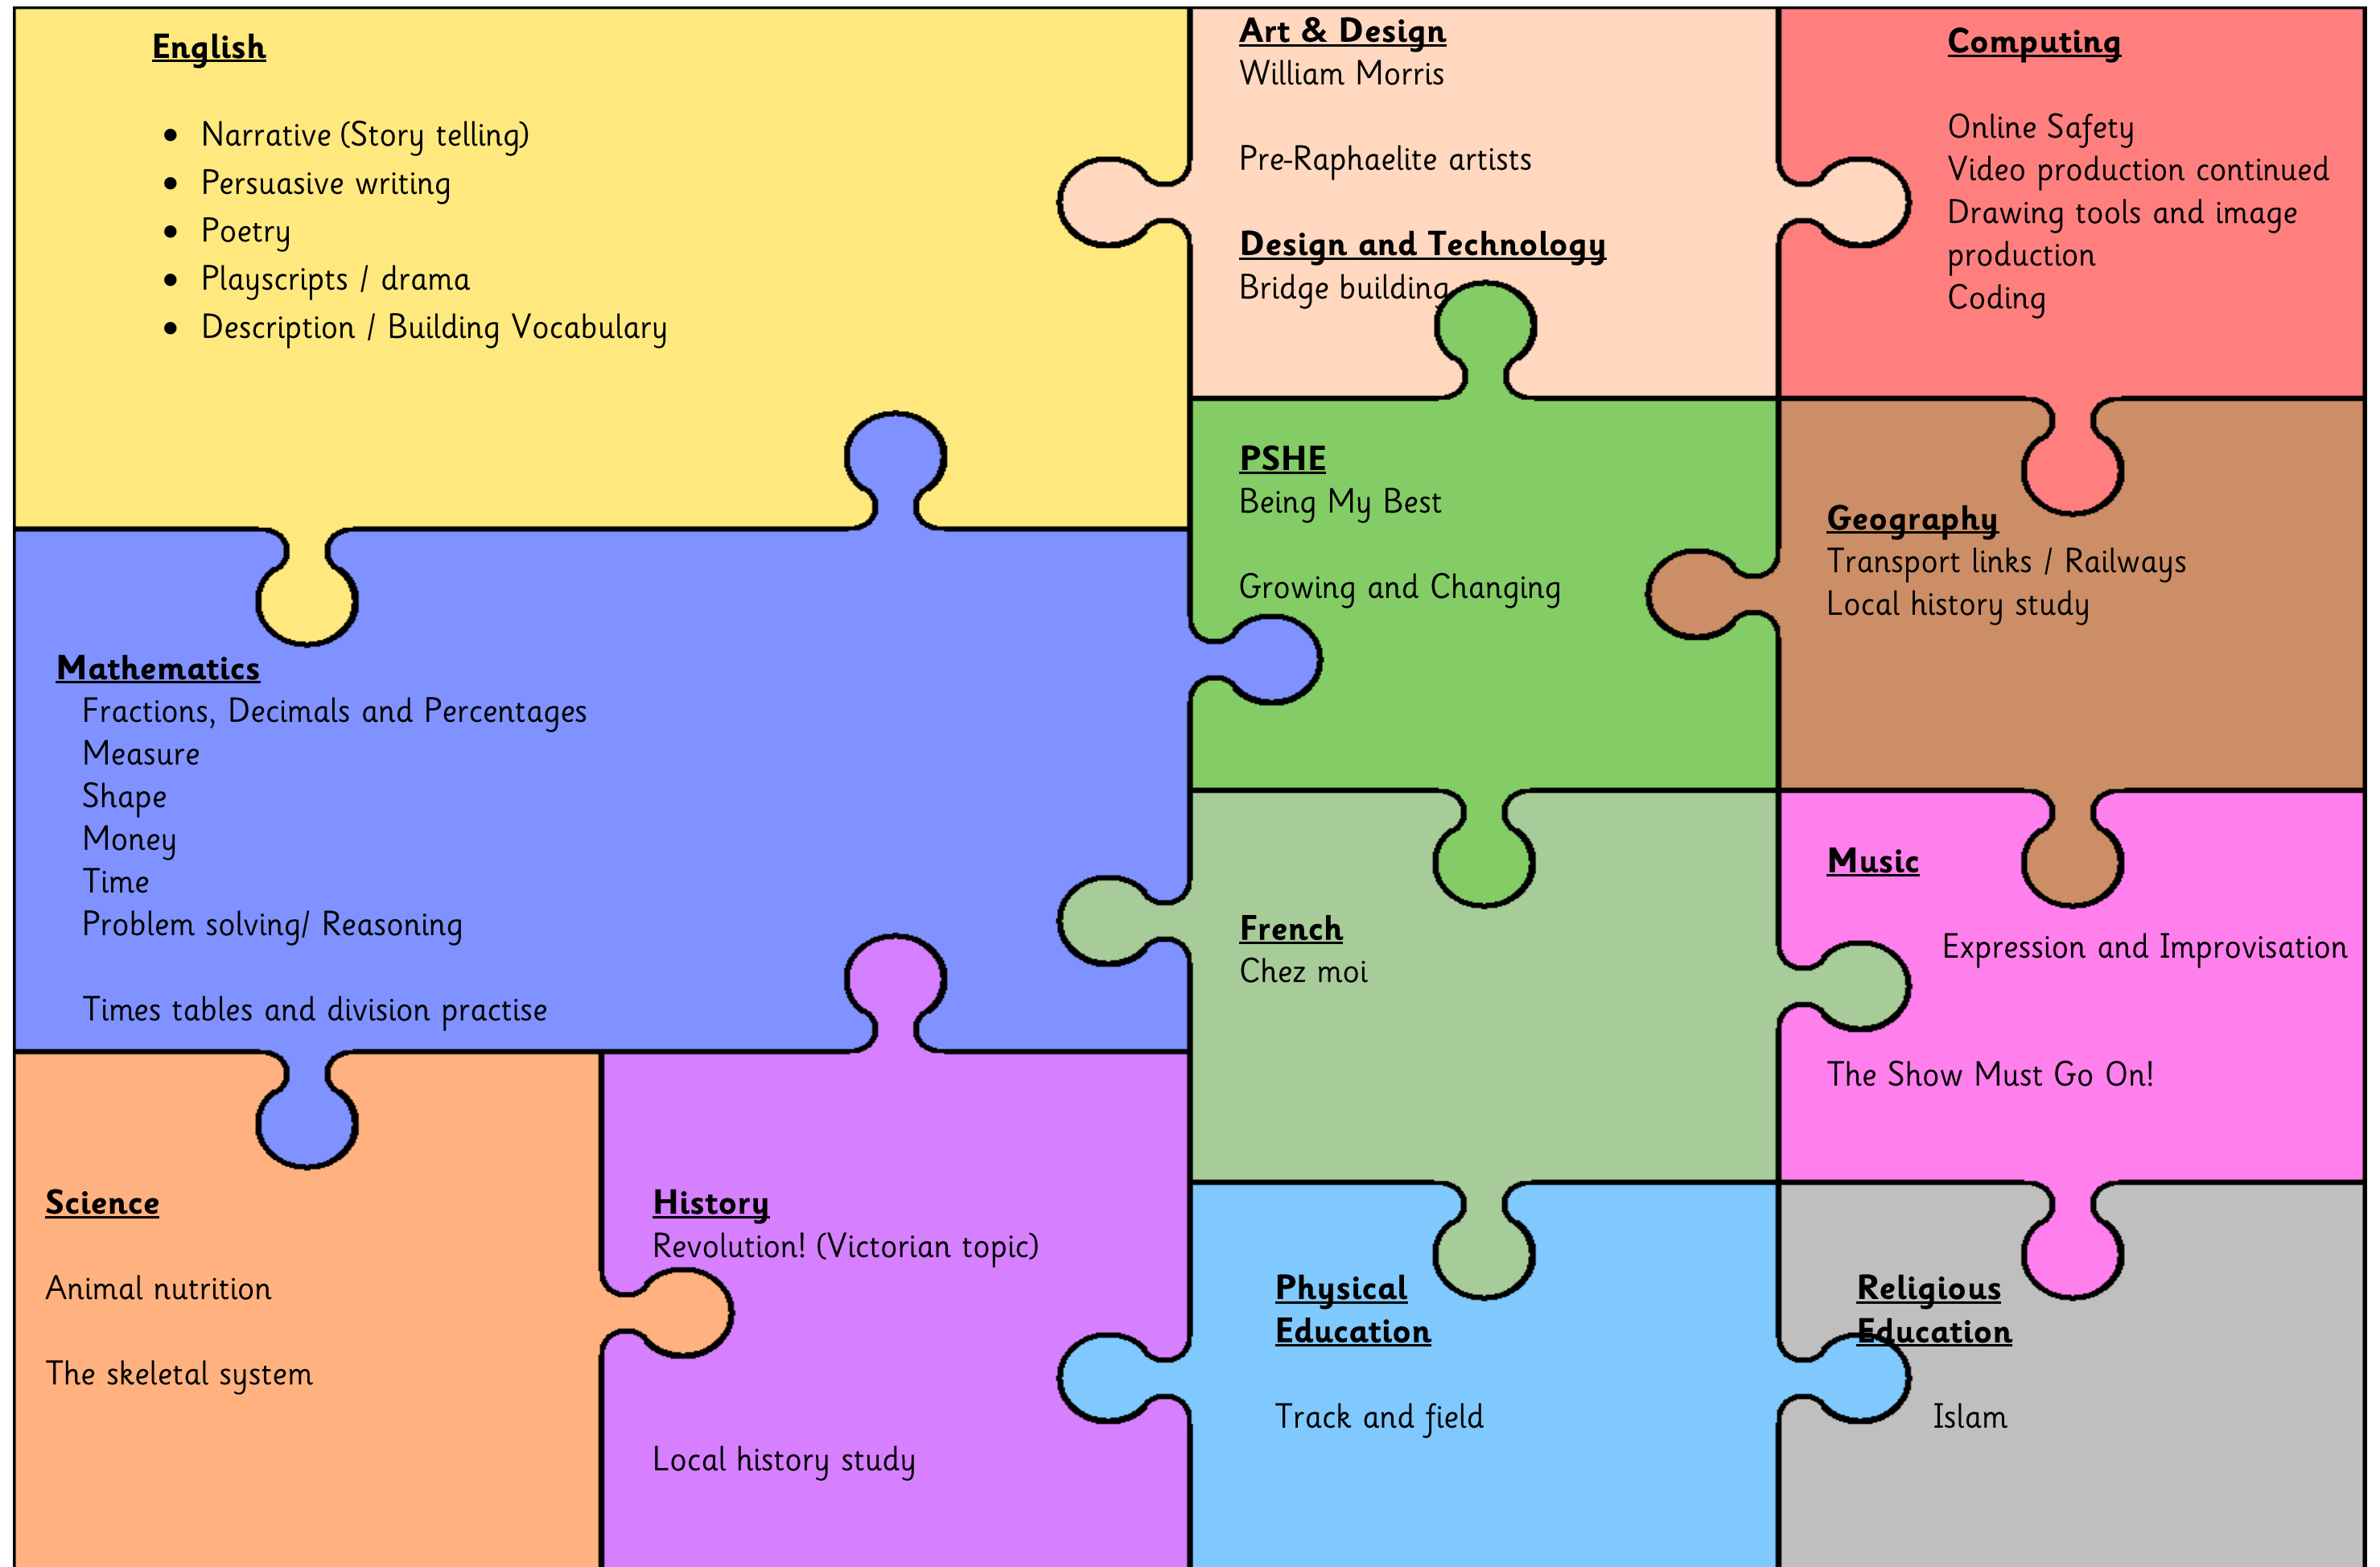 English
• Narrative (Story telling)
• Persuasive writing
• Poetry
• Playscripts / drama
• Description / Building Vocabulary
Art & Design
William Morris
Pre-Raphaelite artists
Design and Technology
Bridge building
Computing
Online Safety
Video production continued
Drawing tools and image
production
Coding
PSHE
Being My Best
Growing and Changing
Geography
Transport links / Railways
Local history study
Mathematics
Fractions, Decimals and Percentages
Measure
Shape
Money
Time
Problem solving/ Reasoning
Times tables and division practise
French
Chez moi
Music
Expression and Improvisation
The Show Must Go On!
Science
Animal nutrition
The skeletal system
History
Revolution! (Victorian topic)
Local history study
Physical
Education
Track and field
Religious
Education
Islam